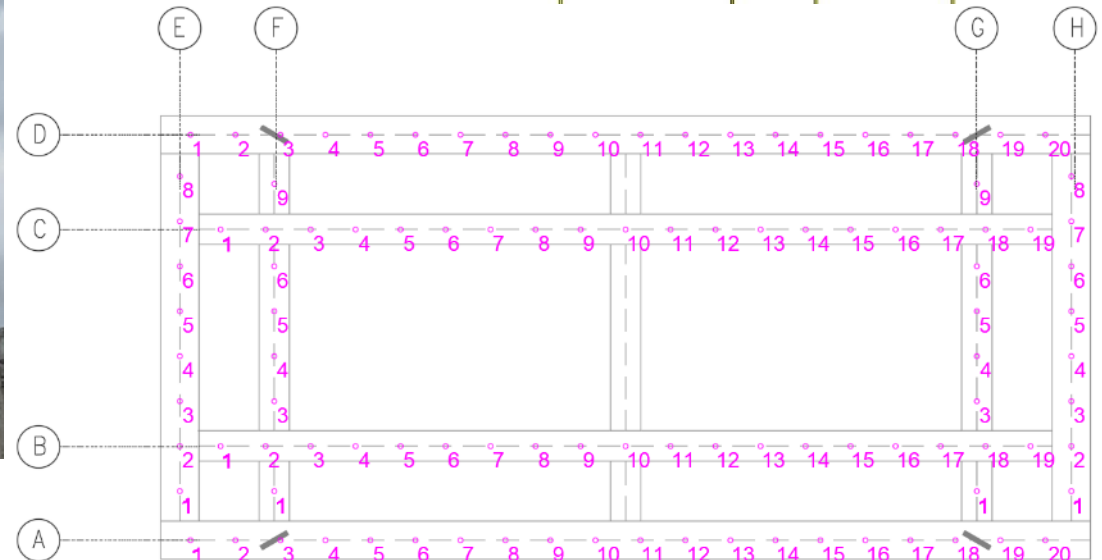 E F G H
D
1 2 3 4 5 6 7 8 9 10 11 12 13 14 15 16 17 18 19 20
8 9 9 8
C
7 1 2 3 4 5 6 7 8 9 10 11 12 13 14 15 16 17 18 19 7
6 6 6 6
5 5 5 5
4 4 4 4
3 3 3 3
B
2 1 2 3 4 5 6 7 8 9 10 11 12 13 14 15 16 17 18 19 2
1 1 1 1
A
1 2 3 4 5 6 7 8 9 10 11 12 13 14 15 16 17 18 19 20